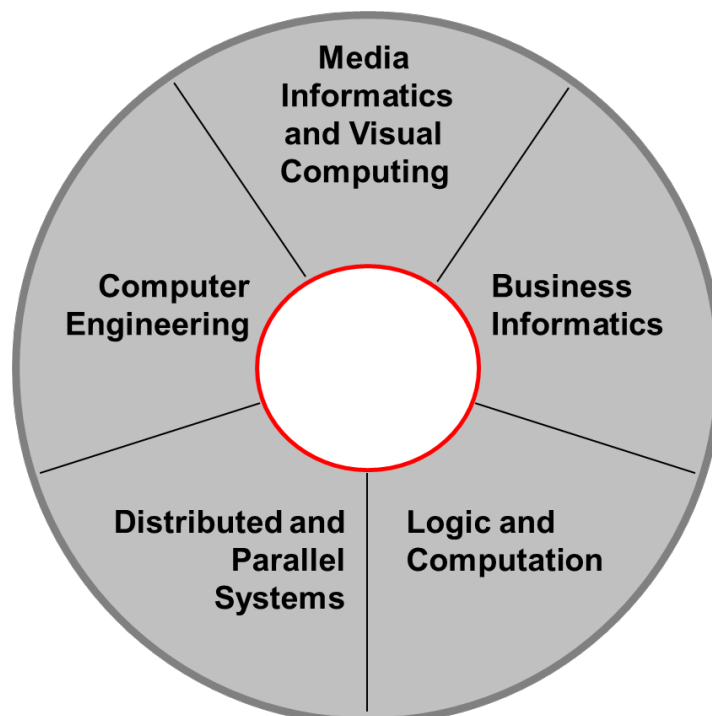 Media
Informatics
and Visual
Computing
Computer
Engineering
Business
Informatics
Distributed and
Parallel
Systems
Logic and
Computation